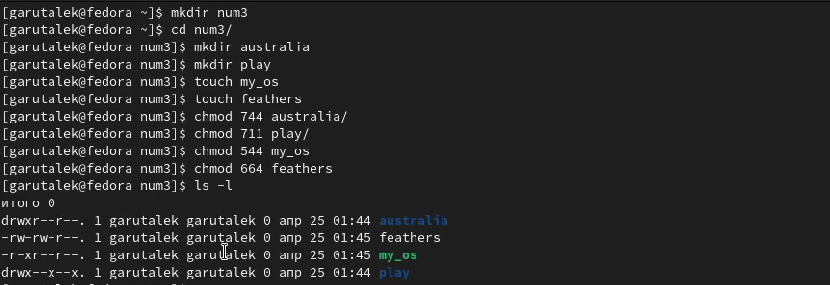 [garutalek@fedora ~]$ mkdir num3
[garutalek@fedora ~]$ cd num3/
[garutalek@fedora num3]$ mkdir australia
[garutalek@fedora num3]$ mkdir play
[garutalek@fedora num3]$ touch my_os
[garutalek@fedora num3]$ touch feathers
[garutalek@fedora num3]$ chmod 744 australia/
[garutalek@fedora num3]$ chmod 711 play/
[garutalek@fedora num3]$ chmod 544 my_os
[garutalek@fedora num3]$ chmod 664 feathers
[garutalek@fedora num3]$ ls -l
итого 0
drwxr--r--. 1 garutalek garutalek 0 апр 25 01:44 australia
-rw-rw-r--. 1 garutalek garutalek 0 апр 25 01:45 feathers
-r-xr--r--. 1 garutalek garutalek 0 апр 25 01:45 my_os
drwx--x--x. 1 garutalek garutalek 0 апр 25 01:44 play